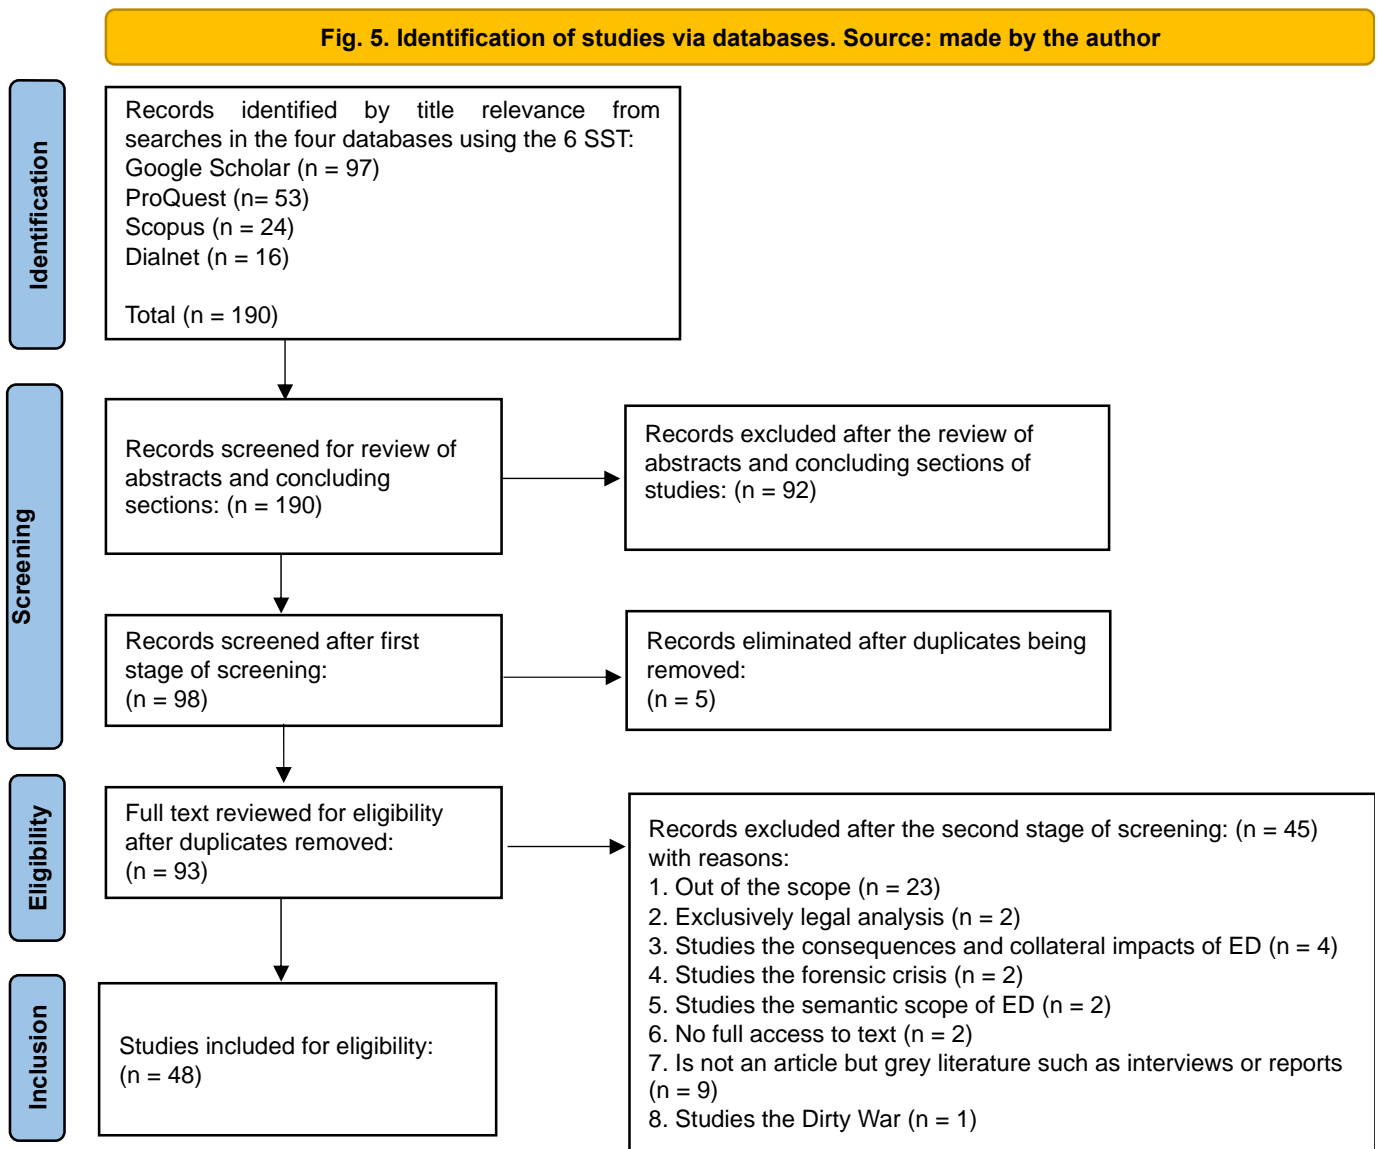 Fig. 5. Identification of studies via databases. Source: made by the author
Identification
Records identified by title relevance from
searches in the four databases using the 6 SST:
Google Scholar (n = 97)
ProQuest (n= 53)
Scopus (n = 24)
Dialnet (n = 16)
Total (n = 190)
Screening
Records screened for review of
abstracts and concluding
sections: (n = 190)
Records excluded after the review of
abstracts and concluding sections of
studies: (n = 92)
Records screened after first
stage of screening:
(n = 98)
Records eliminated after duplicates being
removed:
(n = 5)
Eligibility
Full text reviewed for eligibility
after duplicates removed:
(n = 93)
Records excluded after the second stage of screening: (n = 45)
with reasons:
1. Out of the scope (n = 23)
2. Exclusively legal analysis (n = 2)
3. Studies the consequences and collateral impacts of ED (n = 4)
4. Studies the forensic crisis (n = 2)
5. Studies the semantic scope of ED (n = 2)
6. No full access to text (n = 2)
7. Is not an article but grey literature such as interviews or reports
(n = 9)
8. Studies the Dirty War (n = 1)
Inclusion
Studies included for eligibility:
(n = 48)